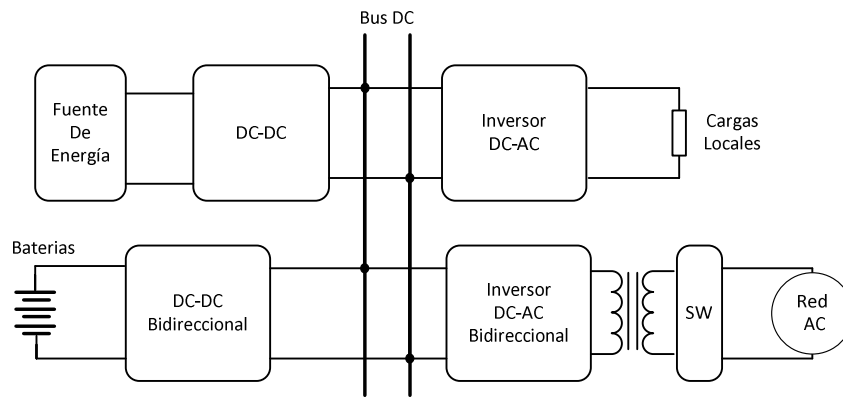 Bus DC
Fuente
De
Energía
DC-DC
Inversor
DC-AC
Cargas
Locales
Baterias
DC-DC
Bidireccional
Inversor
DC-AC
Bidireccional
SW
Red
AC